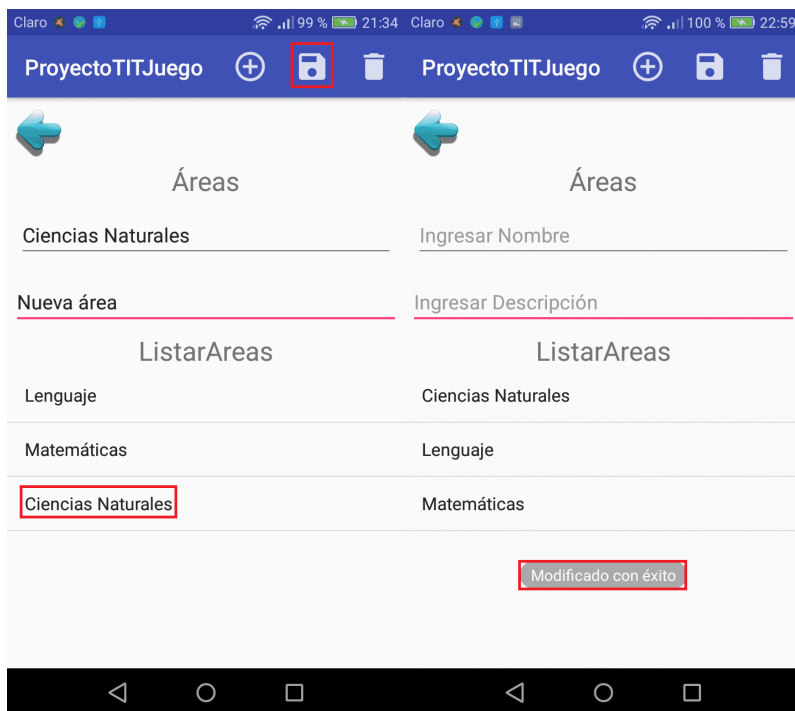 Claro 99 % 21:34
ProyectoTITJuego
Áreas
Ciencias Naturales
Nueva área
ListarAreas
Lenguaje
Matemáticas
Ciencias Naturales
Claro 100 % 22:59
ProyectoTITJuego
Áreas
Ingresar Nombre
Ingresar Descripción
ListarAreas
Ciencias Naturales
Lenguaje
Matemáticas
Modificado con éxito